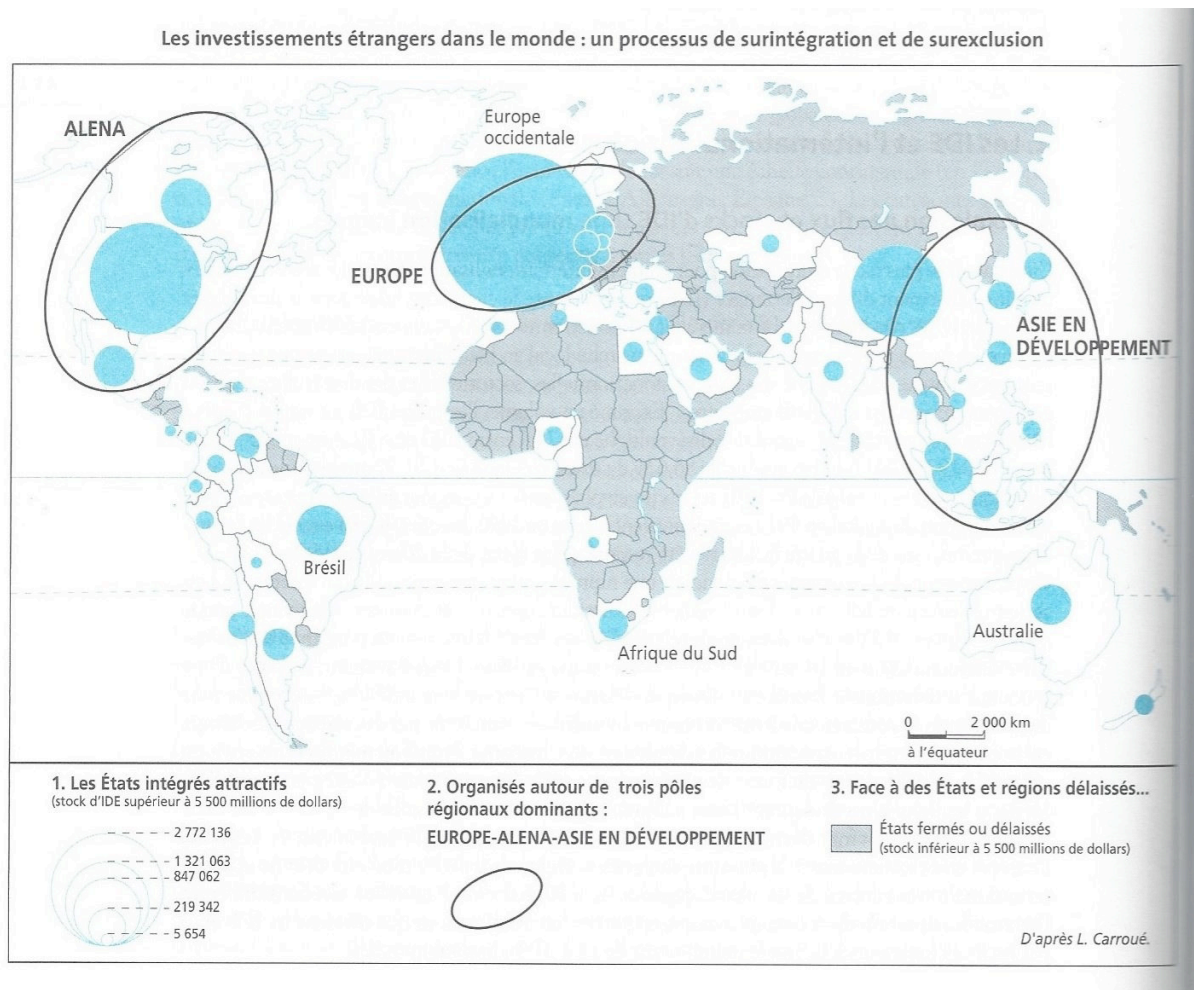 Les investissements étrangers dans le monde : un processus de surintégration et de surexclusion
ALENA
Europe
occidentale
EUROPE
ASIE EN
DÉVELOPPEMENT
Brésil
Afrique du Sud
Australie
0 2 000 km
à l'équateur
1. Les États intégrés attractifs
(stock d'IDE supérieur à 5 500 millions de dollars)
2 772 136
1 321 063
847 062
219 342
5 654
2. Organisés autour de trois pôles
régionaux dominants :
EUROPE-ALENA-ASIE EN DÉVELOPPEMENT
3. Face à des États et régions délaissés...
États fermés ou délaissés
(stock inférieur à 5 500 millions de dollars)
D'après L. Carroué.